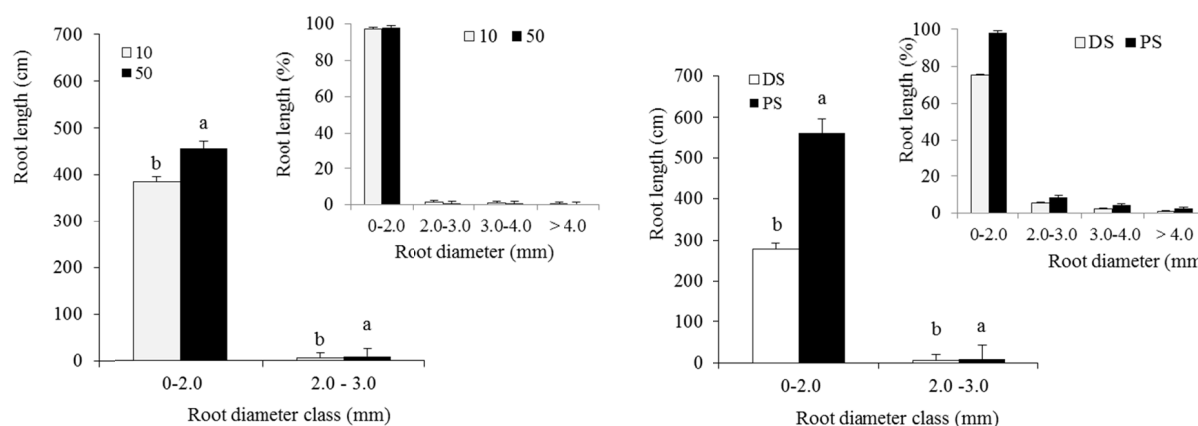 700
600
500
400
300
200
100
0
Root length (cm)
10
50
b
a
b
a
0-2.0
2.0 - 3.0
Root diameter class (mm)
100
80
60
40
20
0
Root length (%)
10 50
0-2.0 2.0-3.0 3.0-4.0 > 4.0
Root diameter (mm)
700
600
500
400
300
200
100
0
Root length (cm)
DS
PS
b
a
b
a
0-2.0
2.0 -3.0
Root diameter class (mm)
100
80
60
40
20
0
Root length (%)
DS PS
0-2.0
2.0-3.0
3.0-4.0
> 4.0
Root diameter (mm